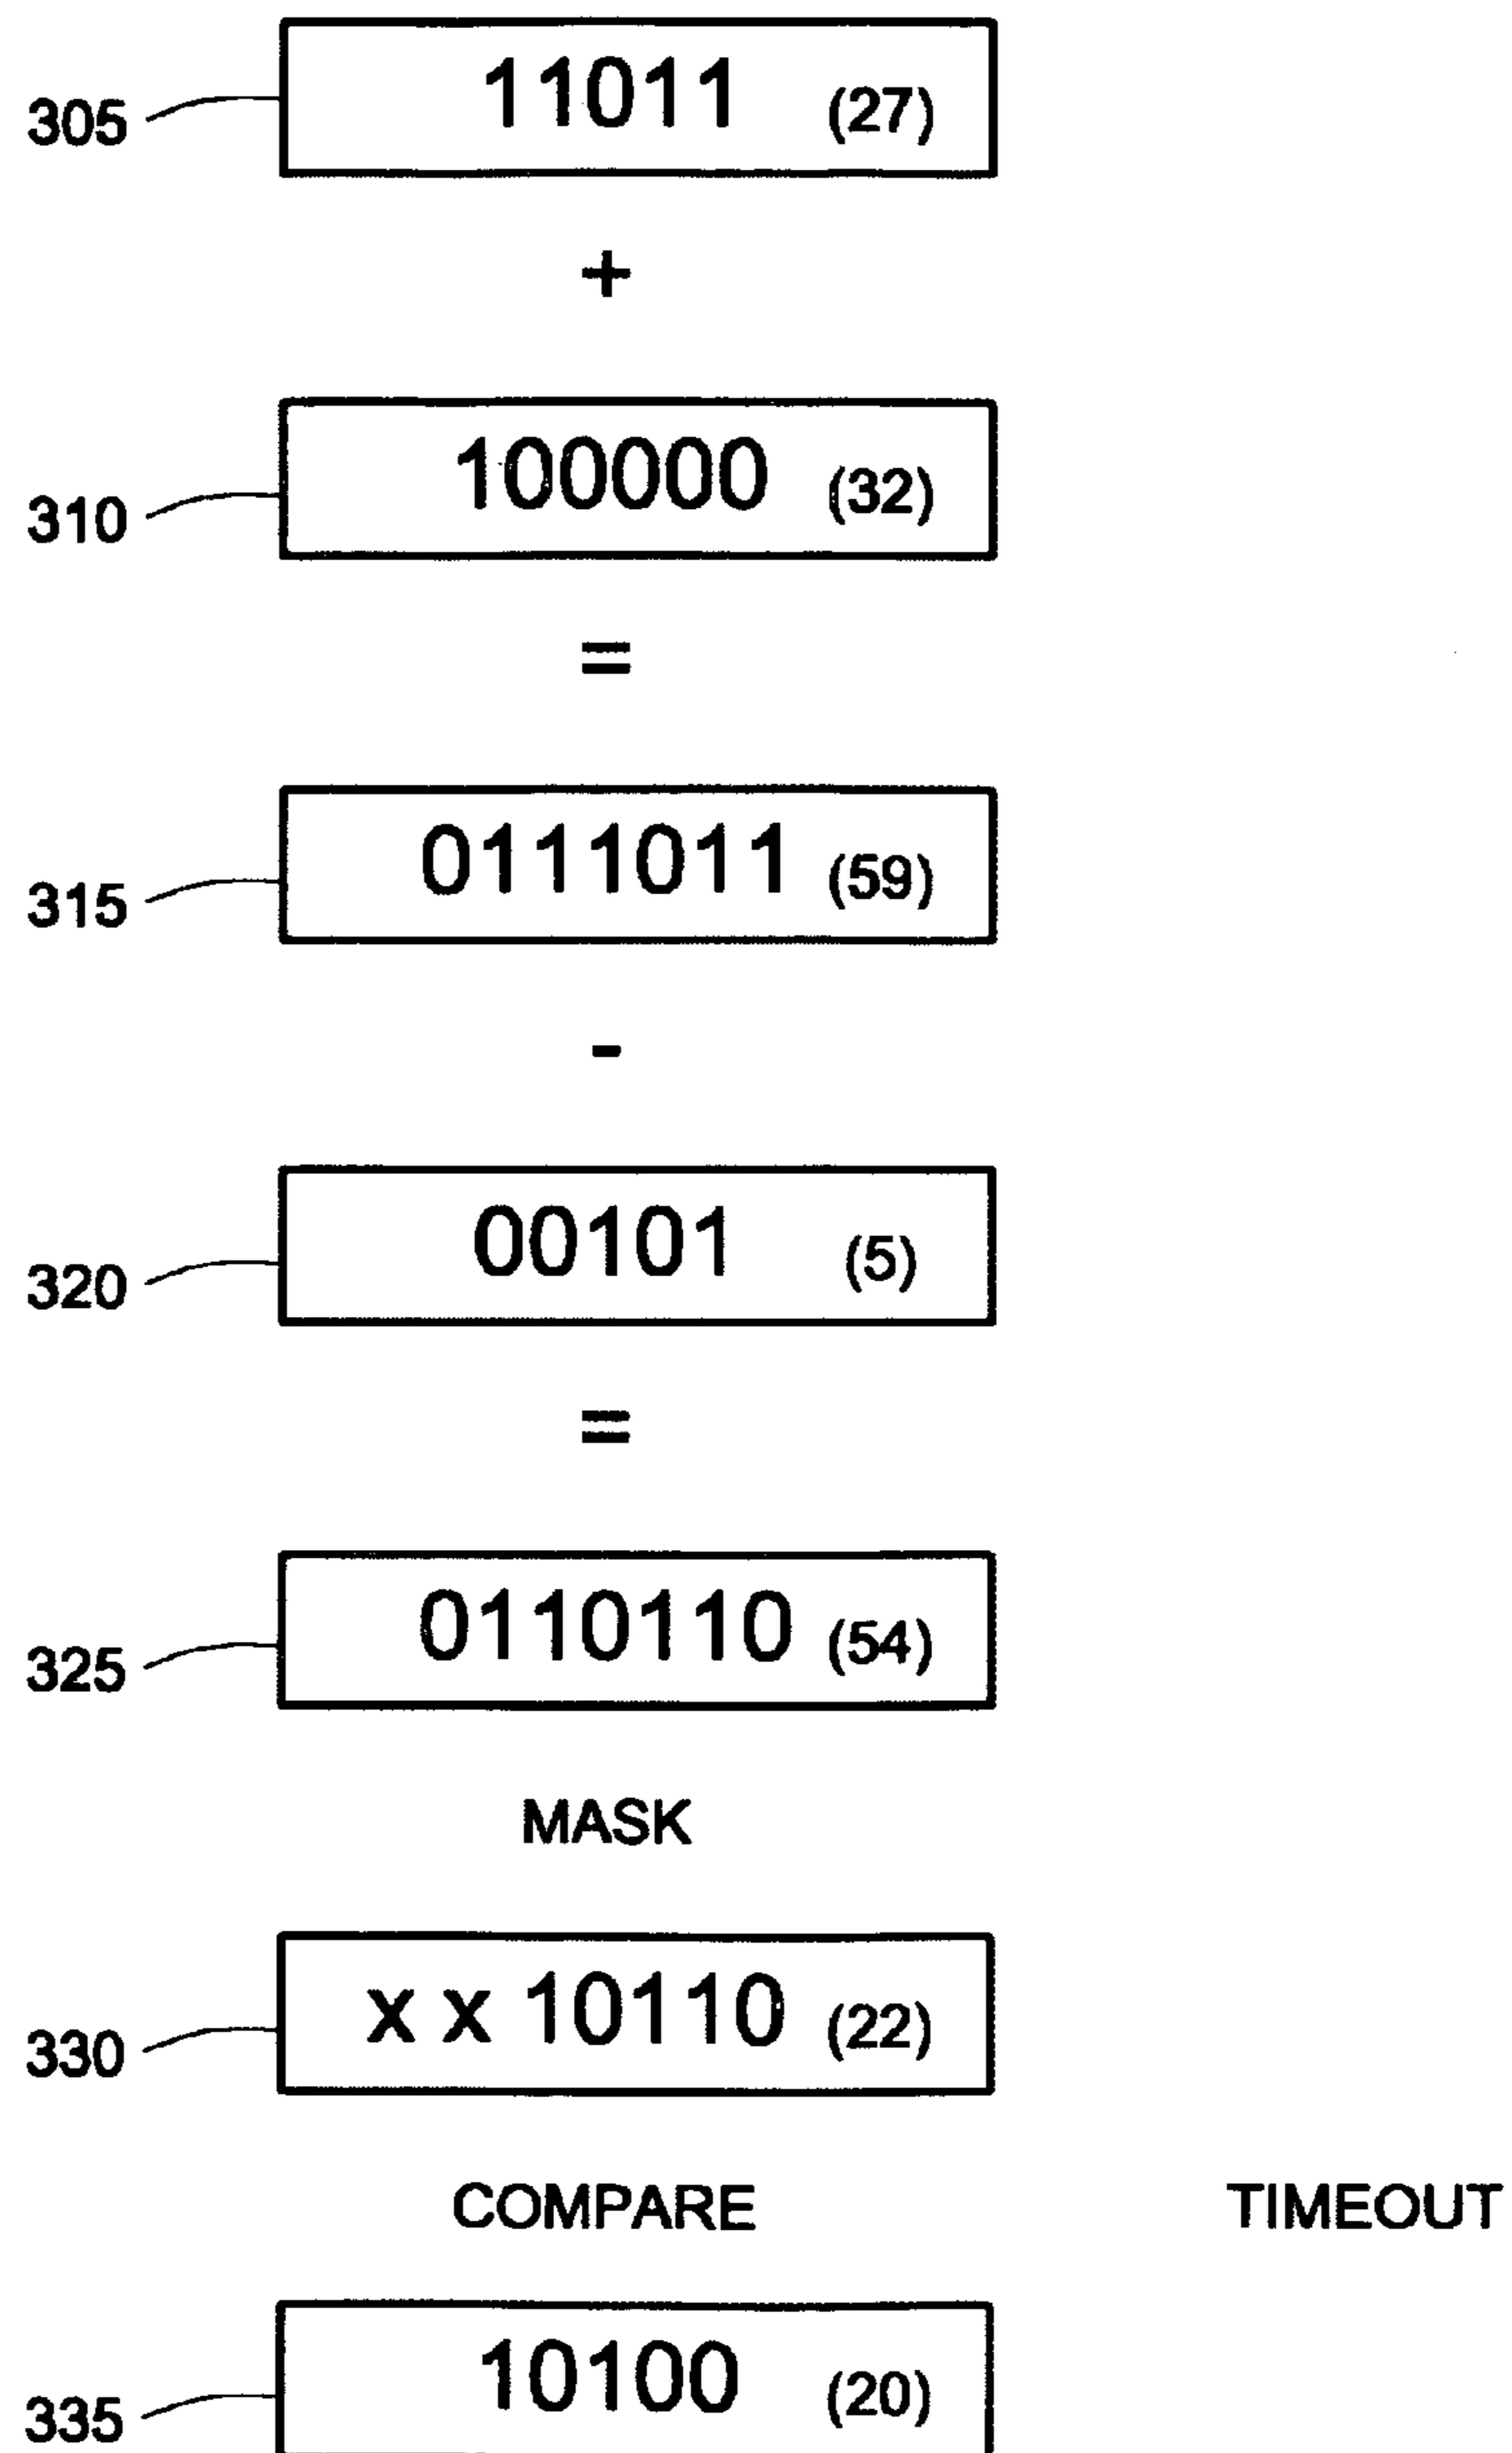 305 11011 (27)
+
310 100000 (32)
=
315 0111011 (59)
-
320 00101 (5)
=
325 0110110 (54)
MASK
330 x x 10110 (22)
COMPARE TIMEOUT
335 10100 (20)